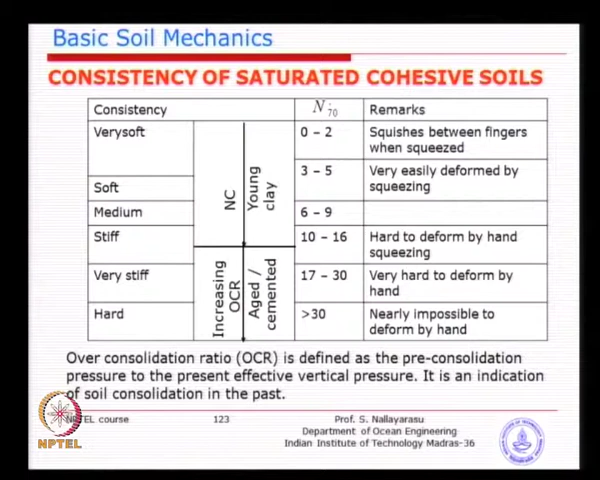 Basic Soil Mechanics
CONSISTENCY OF SATURATED COHESIVE SOILS
Consistency N'70 Remarks
Verysoft 0 – 2 Squishes between fingers
when squeezed
3 – 5 Very easily deformed by
Soft squeezing
NC Young
clay
Medium 6 – 9
Stiff 10 – 16 Hard to deform by hand
squeezing
Very stiff 17 – 30 Very hard to deform by
hand
Increasing
OCR Aged /
cemented
Hard >30 Nearly impossible to
deform by hand
Over consolidation ratio (OCR) is defined as the pre-consolidation
pressure to the present effective vertical pressure. It is an indication
of soil consolidation in the past.
NPTEL course 123 Prof. S. Nallayarasu
Department of Ocean Engineering
Indian Institute of Technology Madras-36
NPTEL